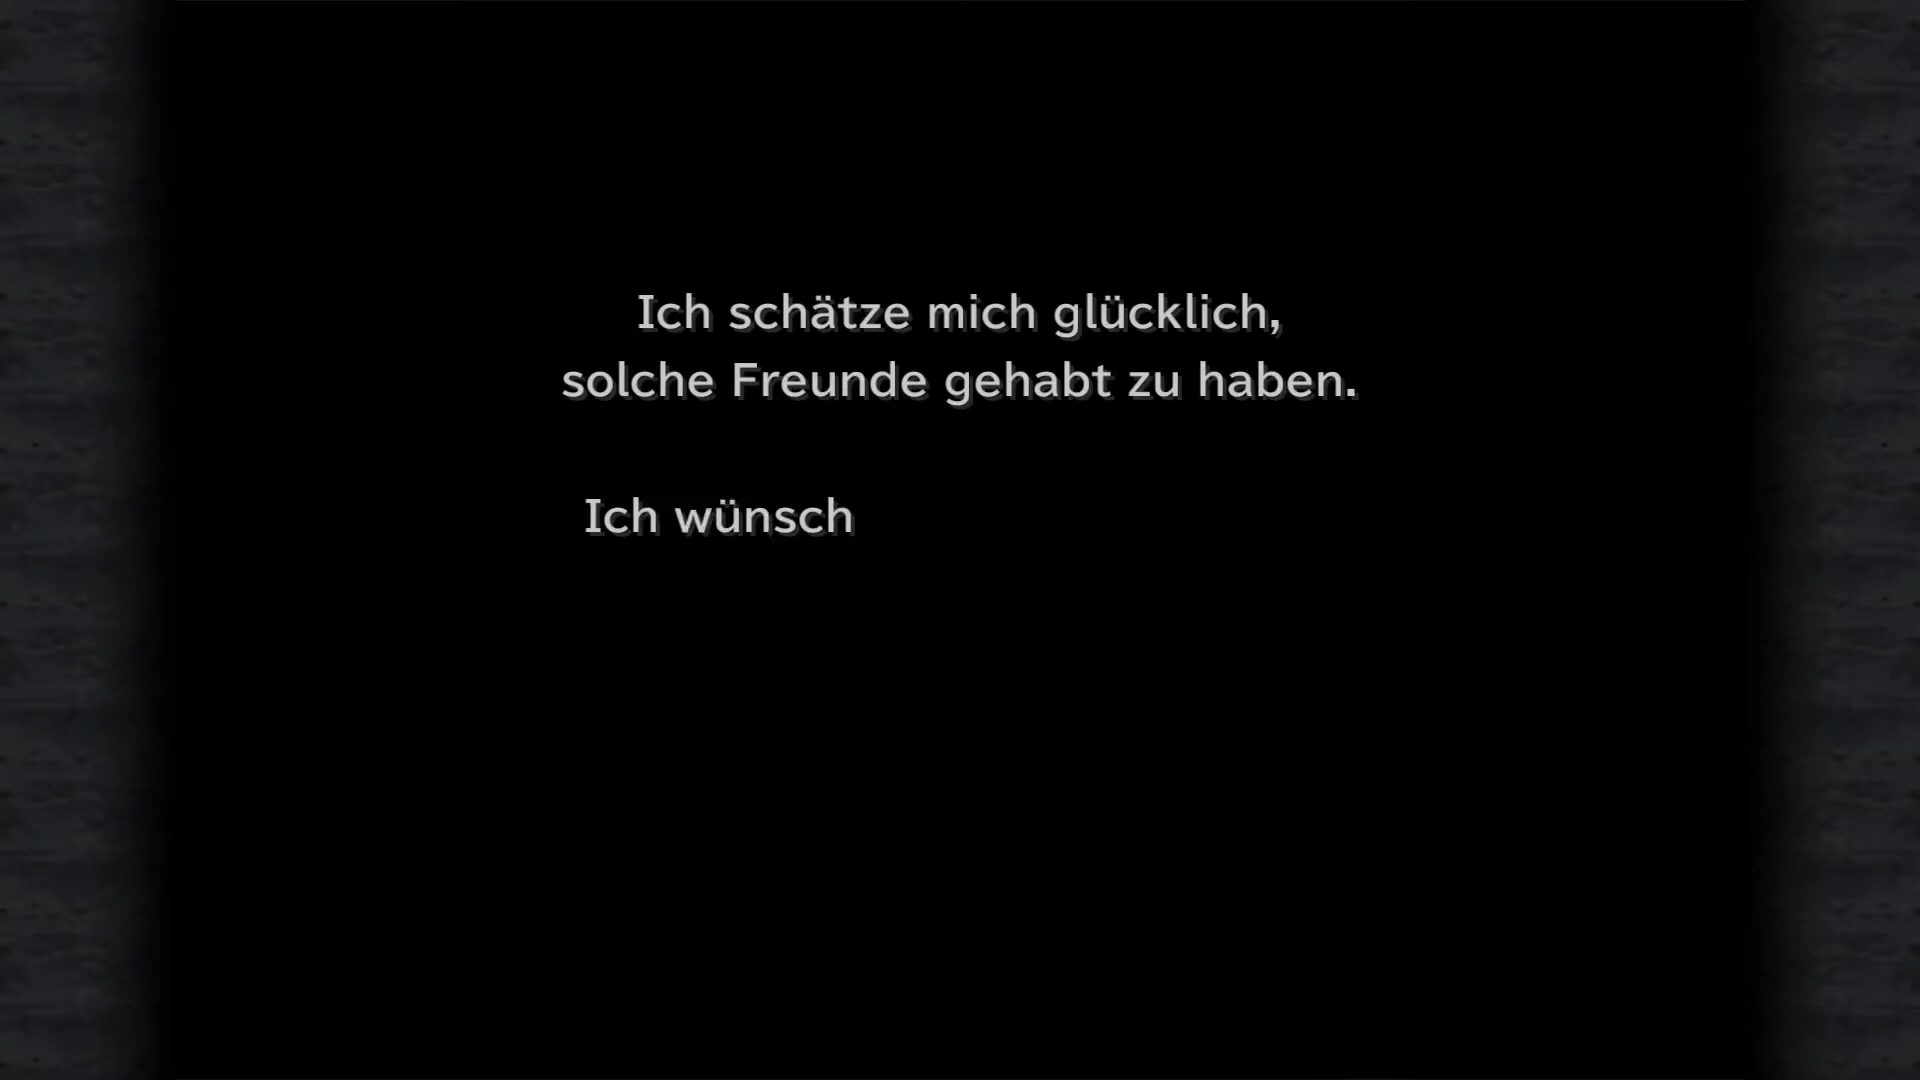 Ich schätze mich glücklich,
solche Freunde gehabt zu haben.
Ich wünsch